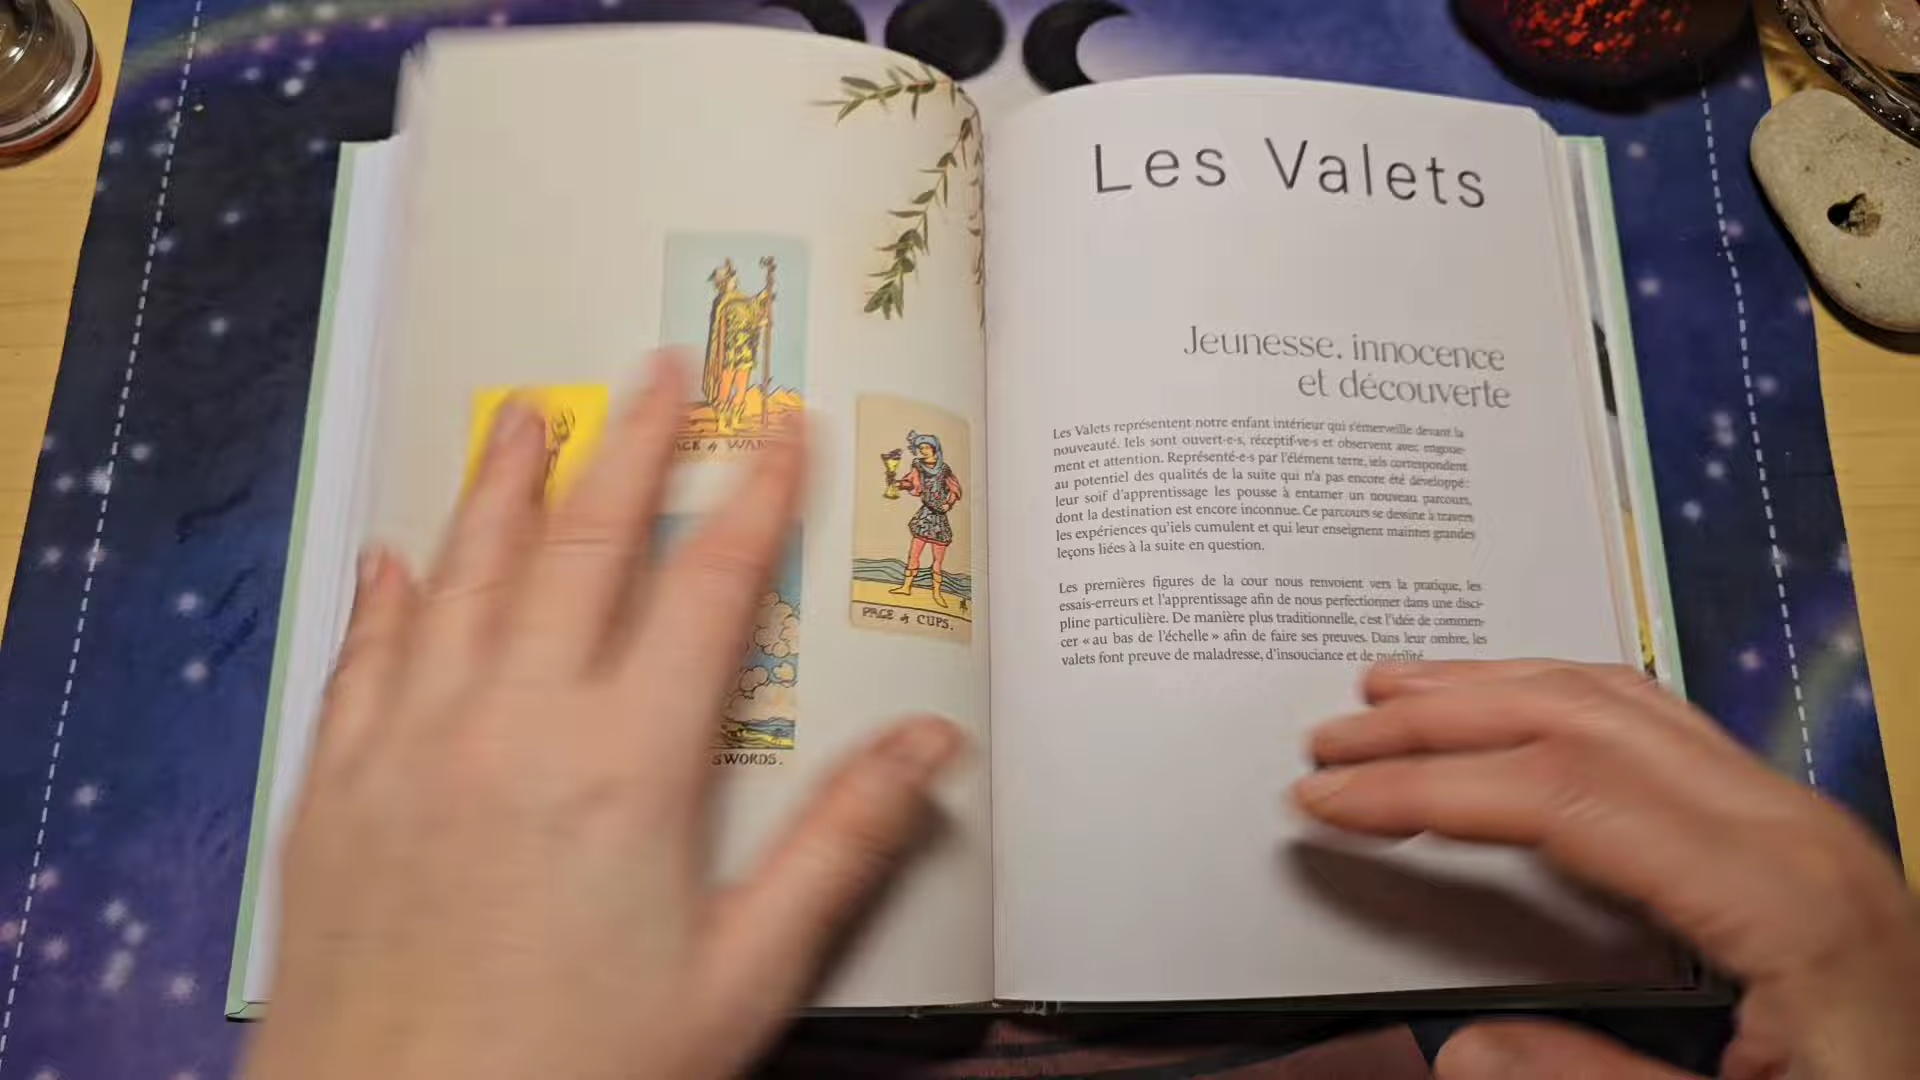 PAGE of WAN
SWORDS.
PAGE of CUPS.
Les Valets
Jeunesse, innocence
et découverte
Les Valets représentent notre enfant intérieur qui s'émerveille devant la
nouveauté. Iels sont ouvert·e·s, réceptif·ve·s et observent avec engoue-
ment et attention. Représenté·e·s par l'élément terre, iels correspondent
au potentiel des qualités de la suite qui n'a pas encore été développé :
leur soif d'apprentissage les pousse à entamer un nouveau parcours,
dont la destination est encore inconnue. Ce parcours se dessine à travers
les expériences qu'iels cumulent et qui leur enseignent maintes grandes
leçons liées à la suite en question.
Les premières figures de la cour nous renvoient vers la pratique, les
essais-erreurs et l'apprentissage afin de nous perfectionner dans une disci-
pline particulière. De manière plus traditionnelle, c'est l'idée de commen-
cer « au bas de l'échelle » afin de faire ses preuves. Dans leur ombre, les
valets font preuve de maladresse, d'insouciance et de puérilité.